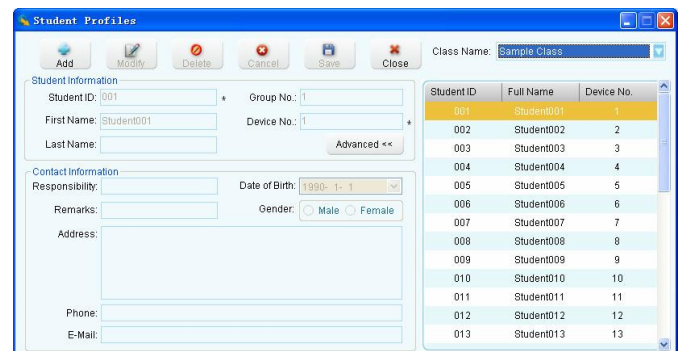 Student Profiles
Add Modify Delete Cancel Save Close Class Name: Sample Class
Student Information
Student ID: 001 * Group No.: 1
First Name: Student001 Device No.: 1 *
Last Name: Advanced <<
Contact Information
Responsibility: Date of Birth: 1990- 1- 1
Remarks: Gender: Male Female
Address:
Phone:
E-Mail:
Student ID Full Name Device No.
001 Student001 1
002 Student002 2
003 Student003 3
004 Student004 4
005 Student005 5
006 Student006 6
007 Student007 7
008 Student008 8
009 Student009 9
010 Student010 10
011 Student011 11
012 Student012 12
013 Student013 13